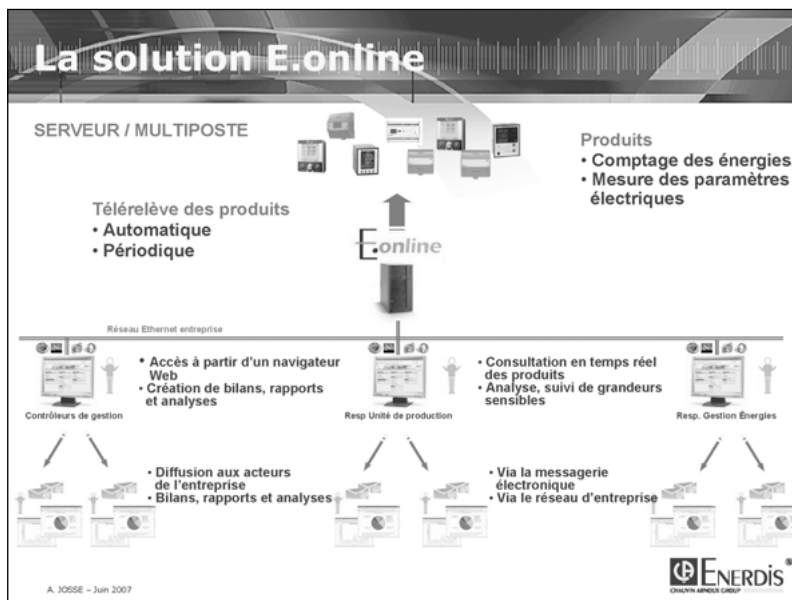 La solution E.online
SERVEUR / MULTIPOSTE
Produits
• Comptage des énergies
• Mesure des paramètres
électriques
Télérelève des produits
• Automatique
• Périodique
E.online
Réseau Ethernet entreprise
• Accès à partir d'un navigateur
Web
• Création de bilans, rapports
et analyses
• Consultation en temps réel
des produits
• Analyse, suivi de grandeurs
sensibles
Contrôleurs de gestion
Resp Unité de production
Resp. Gestion Énergies
• Diffusion aux acteurs
de l'entreprise
• Bilans, rapports et analyses
• Via la messagerie
électronique
• Via le réseau d'entreprise
A. JOSSE – Juin 2007
ENERDIS®
CHAUVIN ARNOUX GROUP